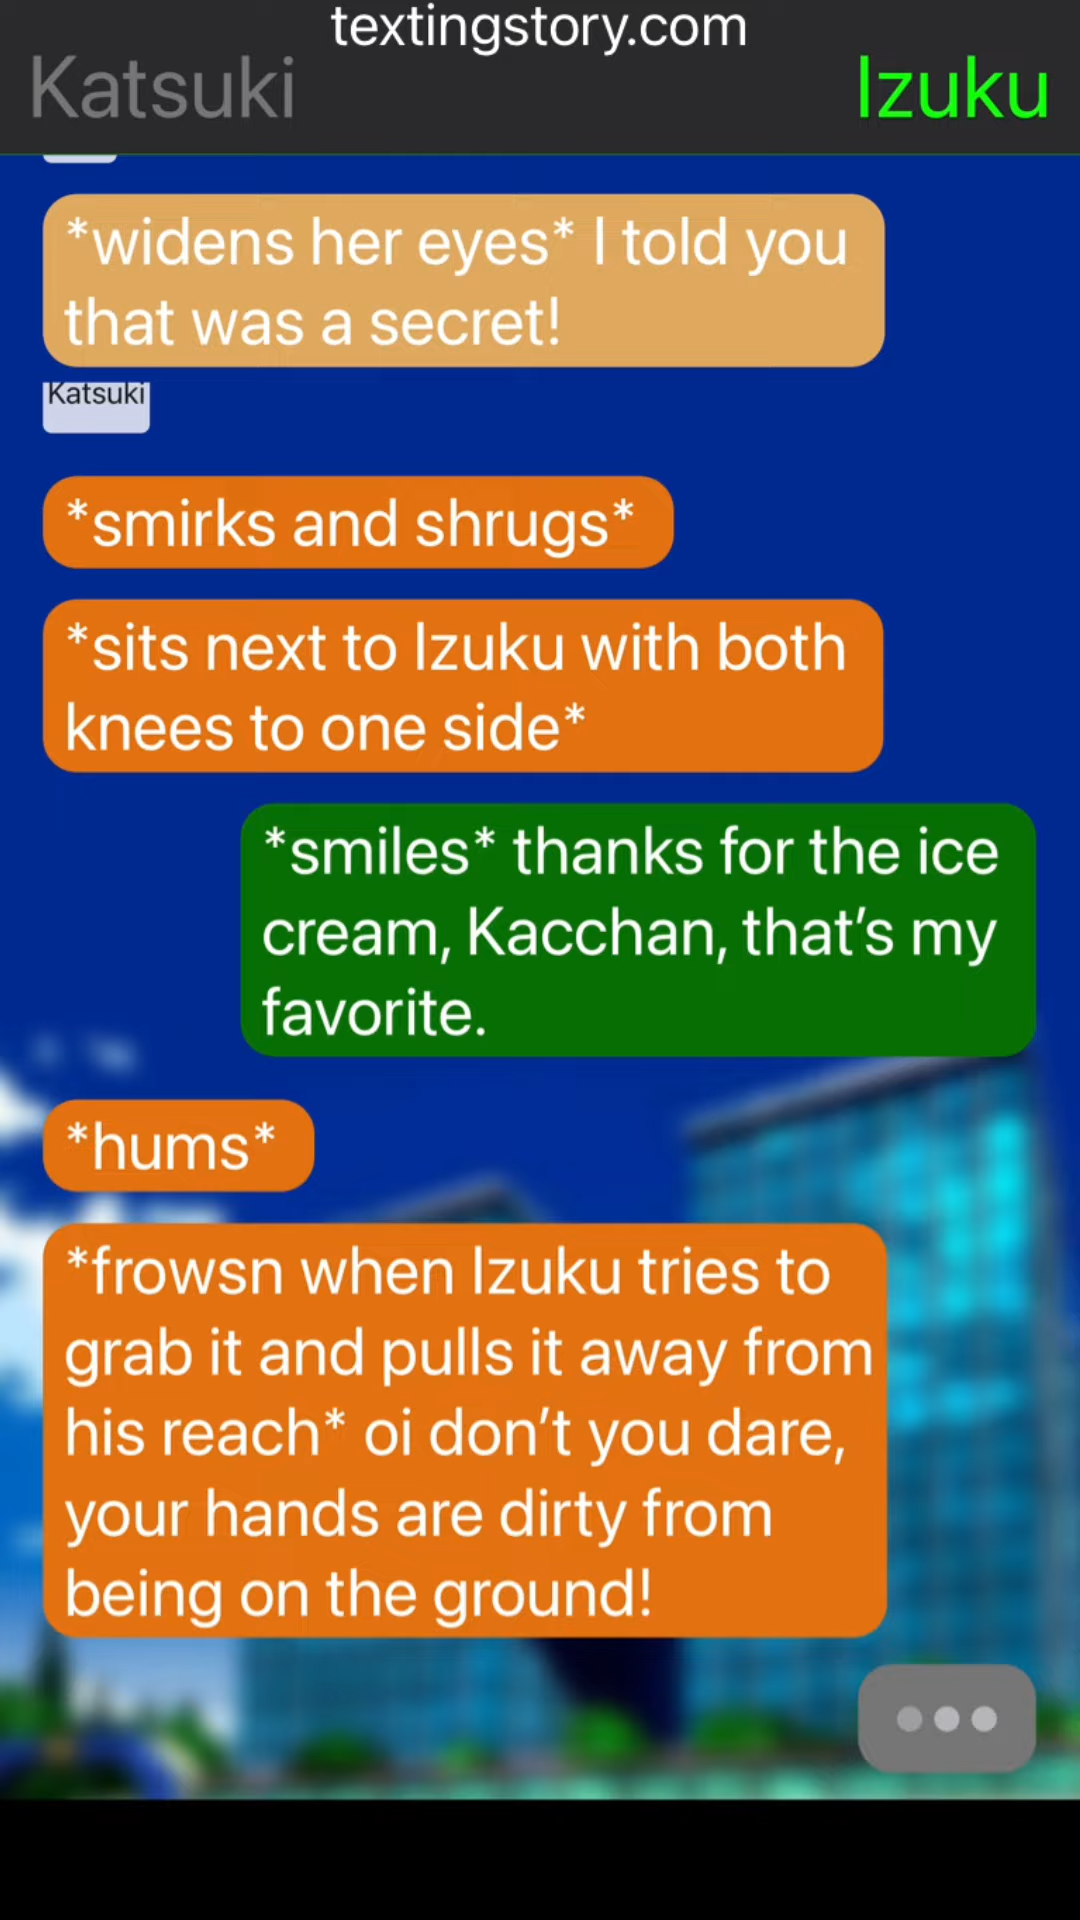 textingstory.com
Katsuki
Izuku
*widens her eyes* I told you
that was a secret!
Katsuki
*smirks and shrugs*
*sits next to Izuku with both
knees to one side*
*smiles* thanks for the ice
cream, Kacchan, that’s my
favorite.
*hums*
*frowsn when Izuku tries to
grab it and pulls it away from
his reach* oi don’t you dare,
your hands are dirty from
being on the ground!